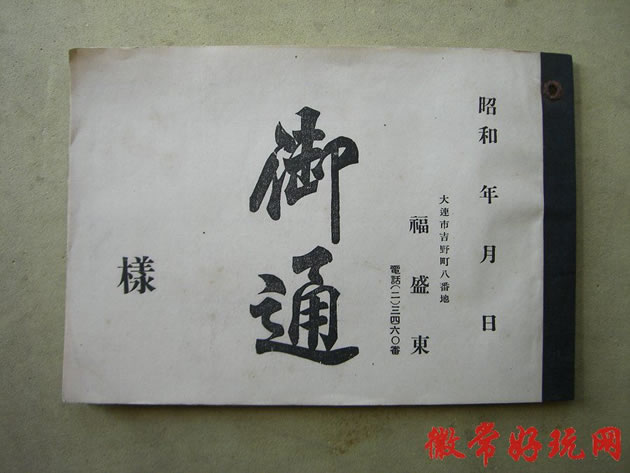 昭和　年　月　日
大連市吉野町八番地
福盛東
電話(二)三四六〇番
御通
樣
徽常好玩网